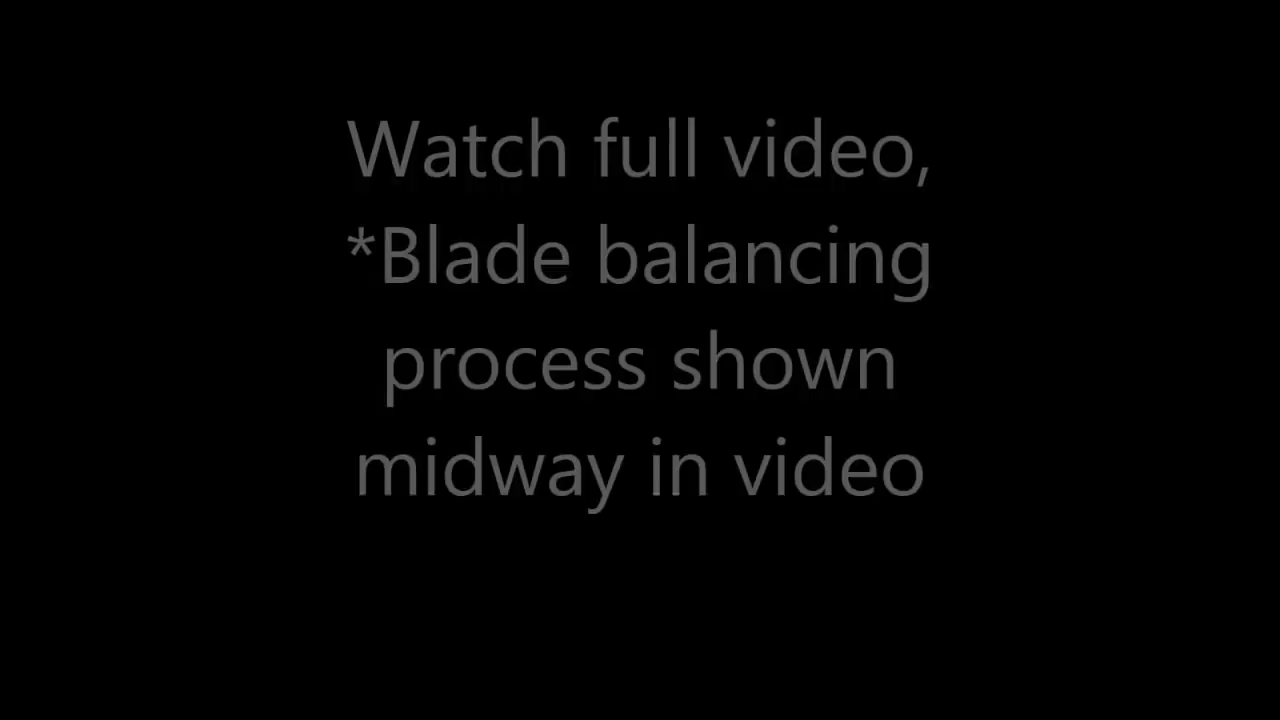 Watch full video,
*Blade balancing
process shown
midway in video